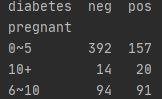 diabetes neg pos
pregnant
0~5 392 157
10+ 14 20
6~10 94 91